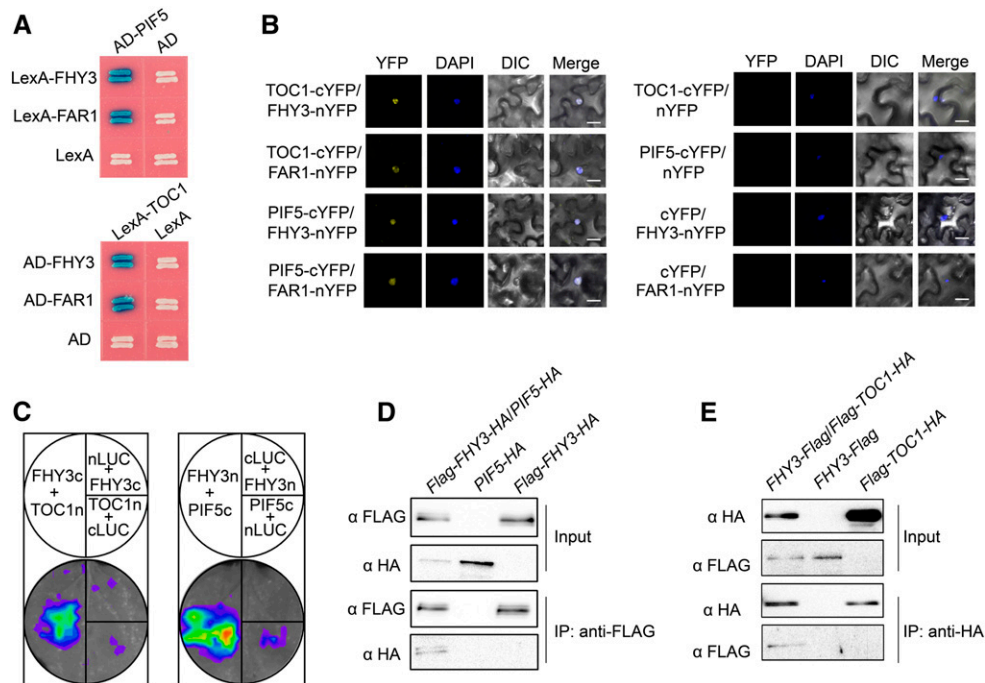 A
AD-PIF5
AD
LexA-FHY3
LexA-FAR1
LexA
LexA-TOC1
LexA
AD-FHY3
AD-FAR1
AD
B
YFP DAPI DIC Merge
TOC1-cYFP/
FHY3-nYFP
TOC1-cYFP/
FAR1-nYFP
PIF5-cYFP/
FHY3-nYFP
PIF5-cYFP/
FAR1-nYFP
YFP DAPI DIC Merge
TOC1-cYFP/
nYFP
PIF5-cYFP/
nYFP
cYFP/
FHY3-nYFP
cYFP/
FAR1-nYFP
C
FHY3c
+
TOC1n
nLUC
+
FHY3c
TOC1n
+
cLUC
FHY3n
+
PIF5c
cLUC
+
FHY3n
PIF5c
+
nLUC
D
Flag-FHY3-HA/PIF5-HA
PIF5-HA
Flag-FHY3-HA
α FLAG
α HA
Input
α FLAG
α HA
IP: anti-FLAG
E
FHY3-Flag/Flag-TOC1-HA
FHY3-Flag
Flag-TOC1-HA
α HA
α FLAG
Input
α HA
α FLAG
IP: anti-HA